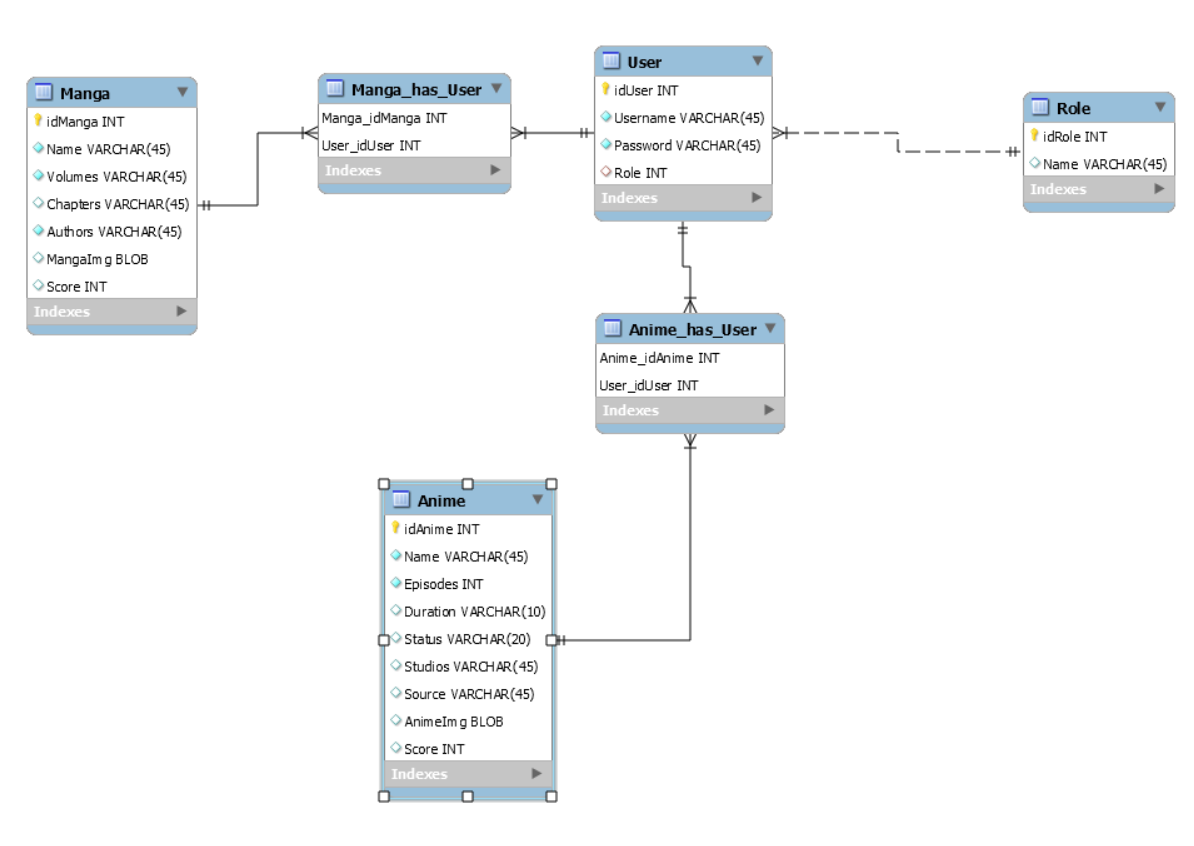 Manga
idManga INT
Name VARCHAR(45)
Volumes VARCHAR(45)
Chapters VARCHAR(45)
Authors VARCHAR(45)
MangaImg BLOB
Score INT
Indexes
Manga_has_User
Manga_idManga INT
User_idUser INT
Indexes
User
idUser INT
Username VARCHAR(45)
Password VARCHAR(45)
Role INT
Indexes
Role
idRole INT
Name VARCHAR(45)
Indexes
Anime_has_User
Anime_idAnime INT
User_idUser INT
Indexes
Anime
idAnime INT
Name VARCHAR(45)
Episodes INT
Duration VARCHAR(10)
Status VARCHAR(20)
Studios VARCHAR(45)
Source VARCHAR(45)
AnimeImg BLOB
Score INT
Indexes